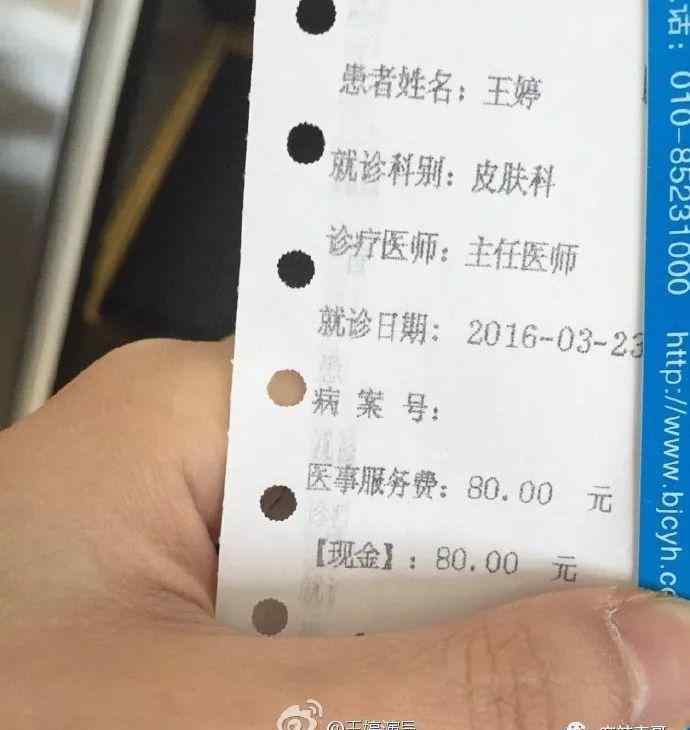 患者姓名：王婷
就诊科别：皮肤科
诊疗医师：主任医师
就诊日期：2016-03-23
病 案 号：
医事服务费：80.00 元
【现金】：80.00 元
话：010-85231000 http://www.bjcyh.co